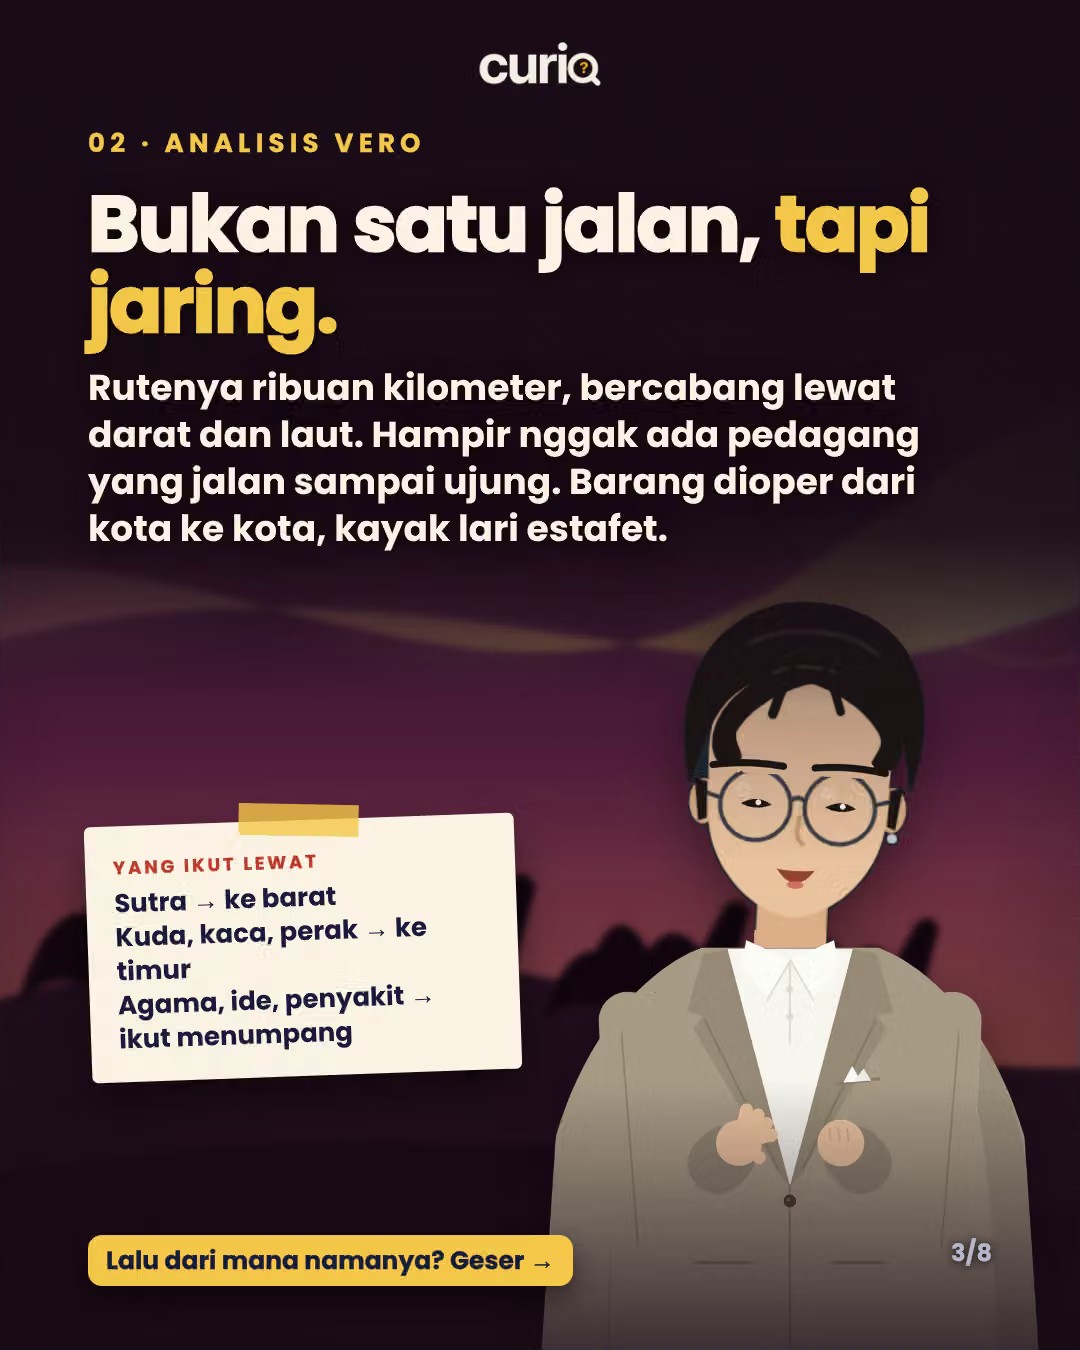 curio
02 · ANALISIS VERO
Bukan satu jalan, tapi
jaring.
Rutenya ribuan kilometer, bercabang lewat
darat dan laut. Hampir nggak ada pedagang
yang jalan sampai ujung. Barang dioper dari
kota ke kota, kayak lari estafet.
YANG IKUT LEWAT
Sutra → ke barat
Kuda, kaca, perak → ke
timur
Agama, ide, penyakit →
ikut menumpang
Lalu dari mana namanya? Geser →
3/8